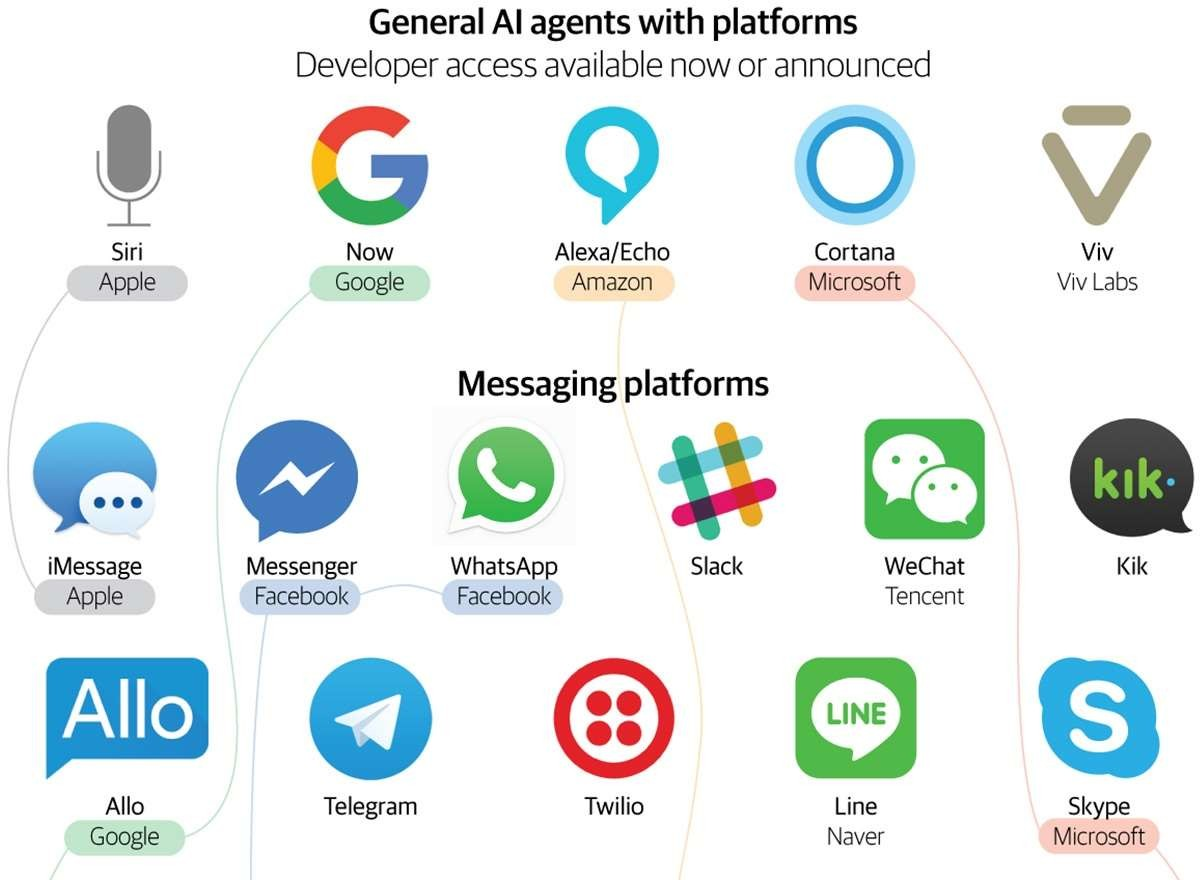 General AI agents with platforms
Developer access available now or announced
Siri
Apple
Now
Google
Alexa/Echo
Amazon
Cortana
Microsoft
Viv
Viv Labs
Messaging platforms
kik
iMessage
Apple
Messenger
Facebook
WhatsApp
Facebook
Slack
WeChat
Tencent
Kik
Allo
LINE
S
Allo
Google
Telegram
Twilio
Line
Naver
Skype
Microsoft